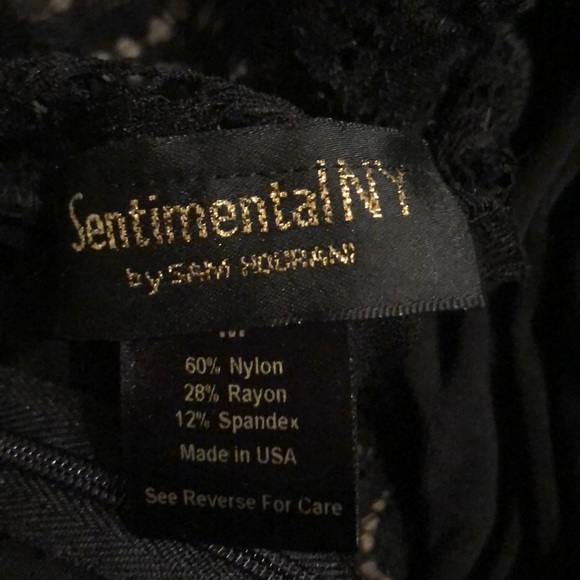 SentimentalNY
by SAM HOURANI
M
60% Nylon
28% Rayon
12% Spandex
Made in USA
See Reverse For Care